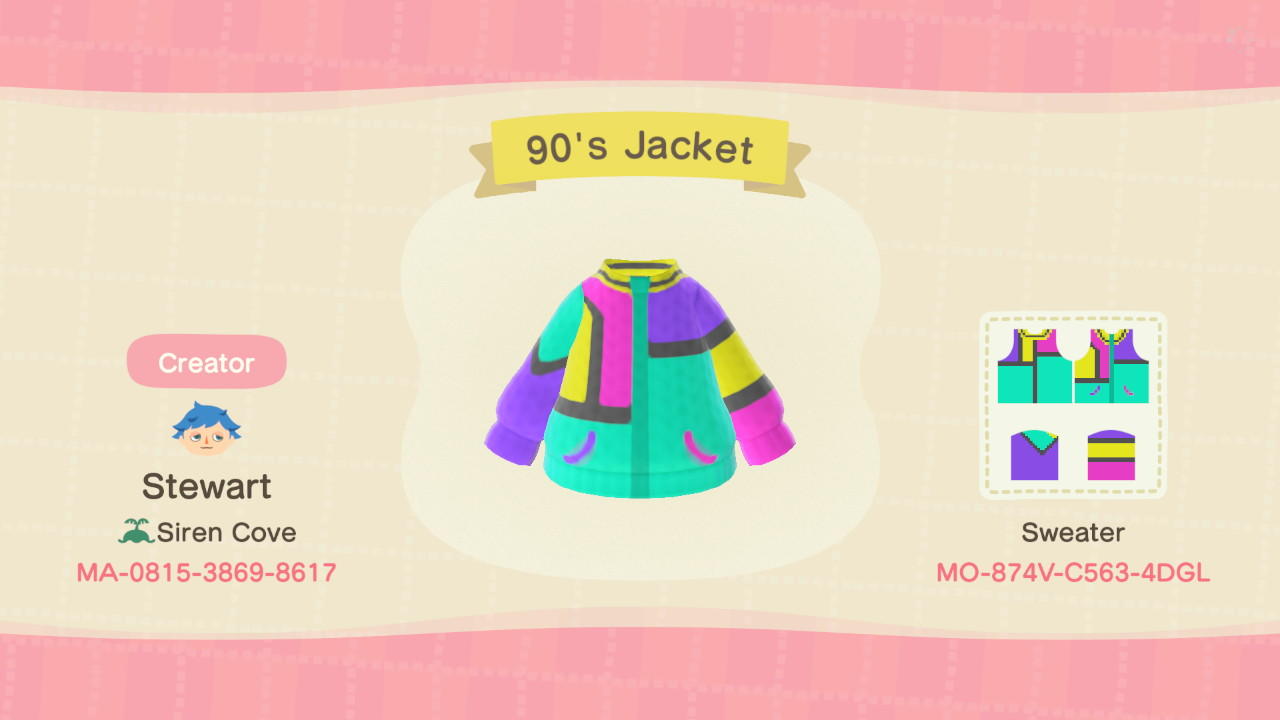 90's Jacket
Creator
Stewart
Siren Cove
MA-0815-3869-8617
Sweater
MO-874V-C563-4DGL